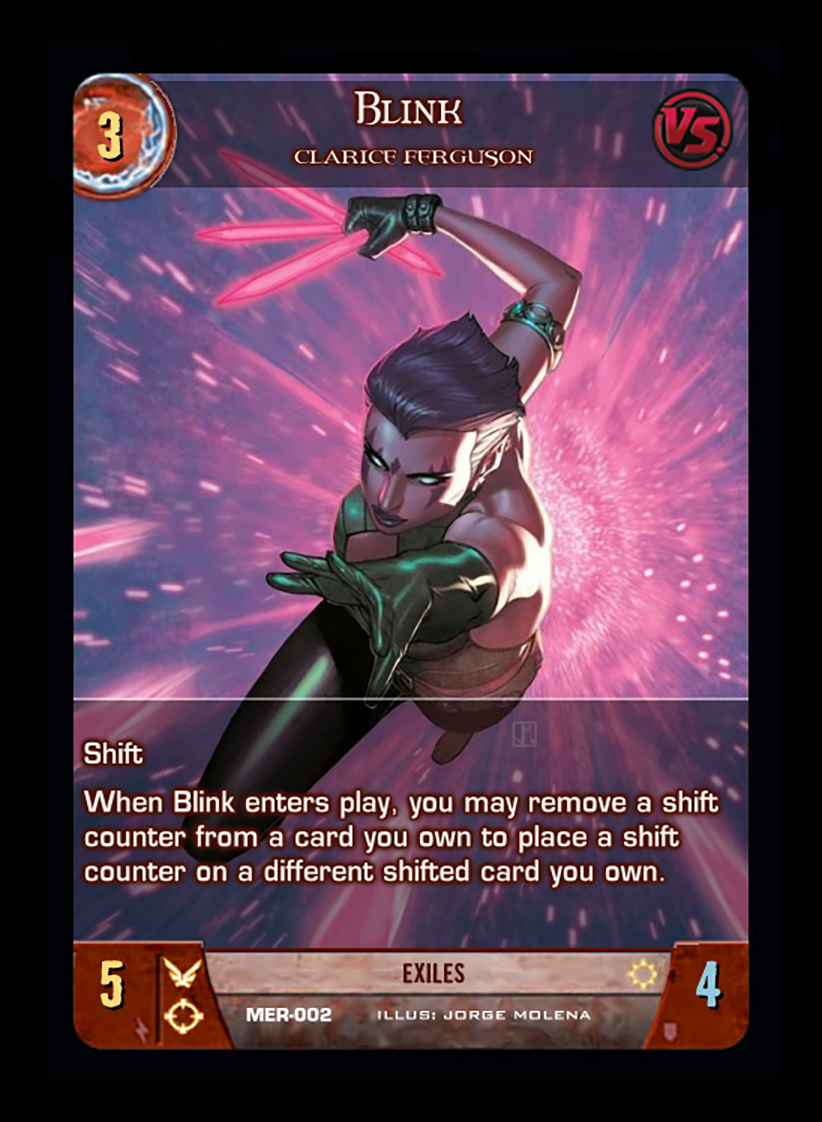 3
Blink
VS.
Clarice Ferguson
JM
Shift
When Blink enters play, you may remove a shift
counter from a card you own to place a shift
counter on a different shifted card you own.
5
EXILES
4
MER-002
ILLUS: JORGE MOLENA